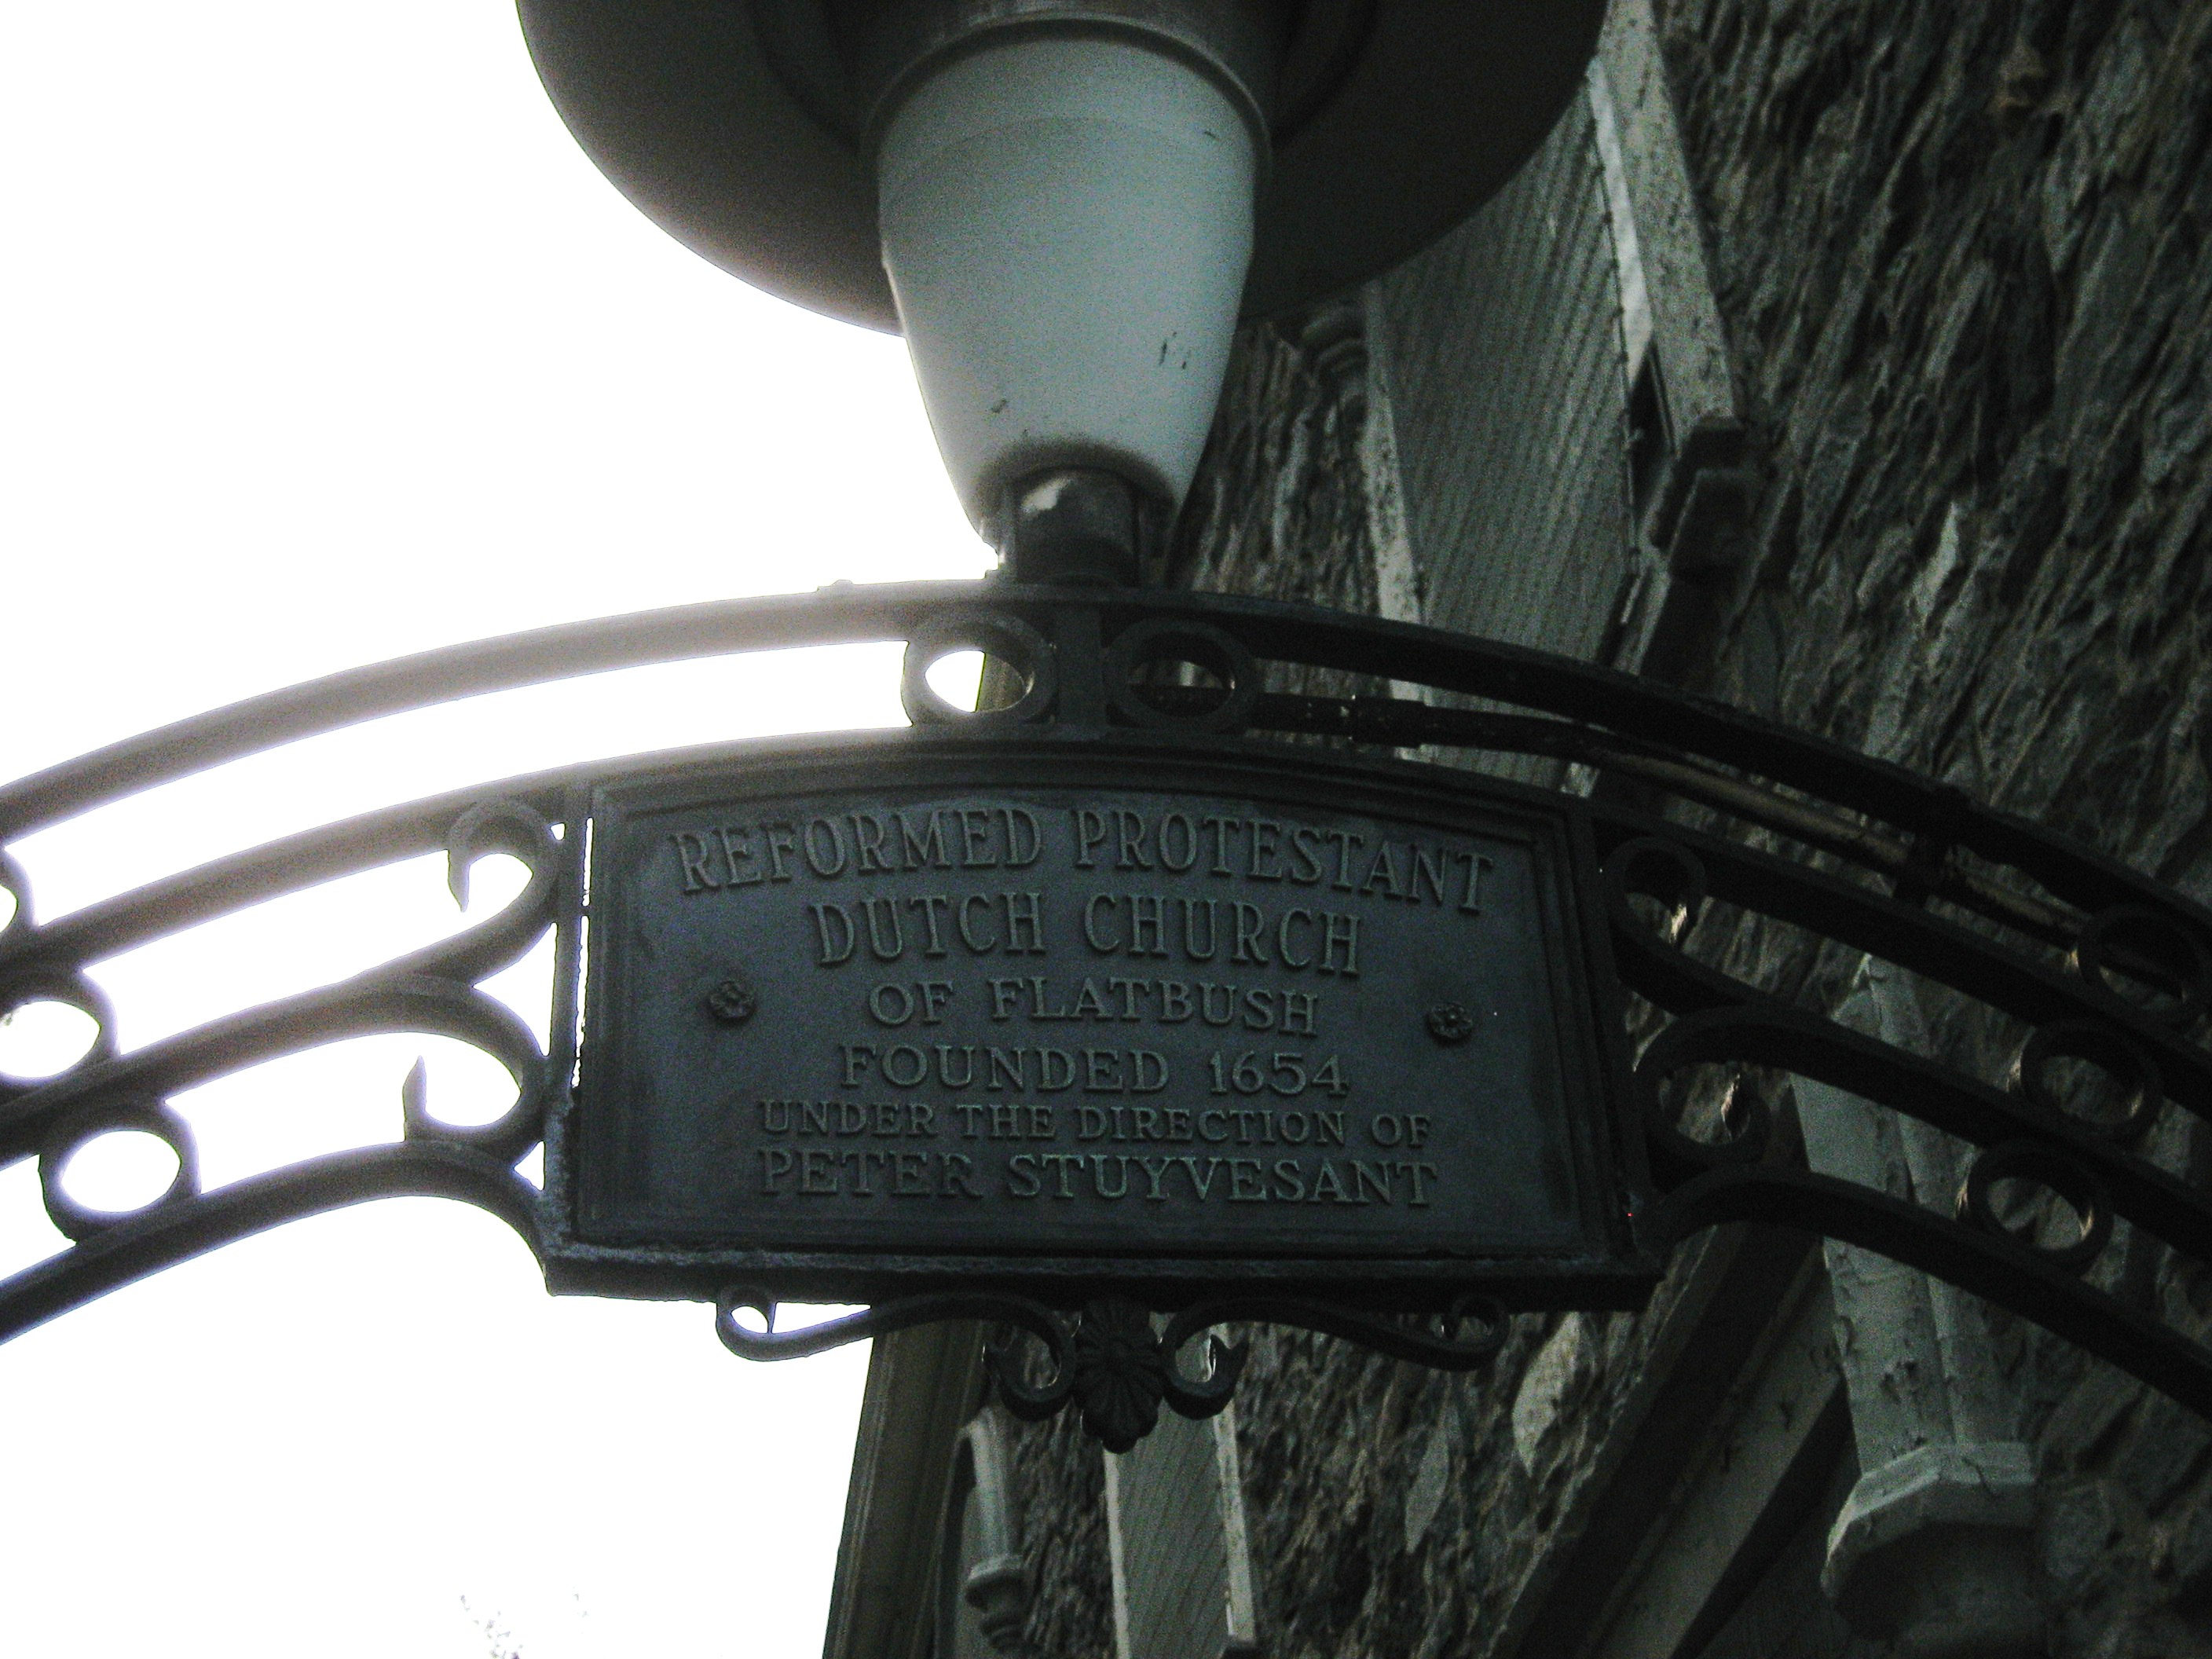 REFORMED PROTESTANT
DUTCH CHURCH
OF FLATBUSH
FOUNDED 1654
UNDER THE DIRECTION OF
PETER STUYVESANT